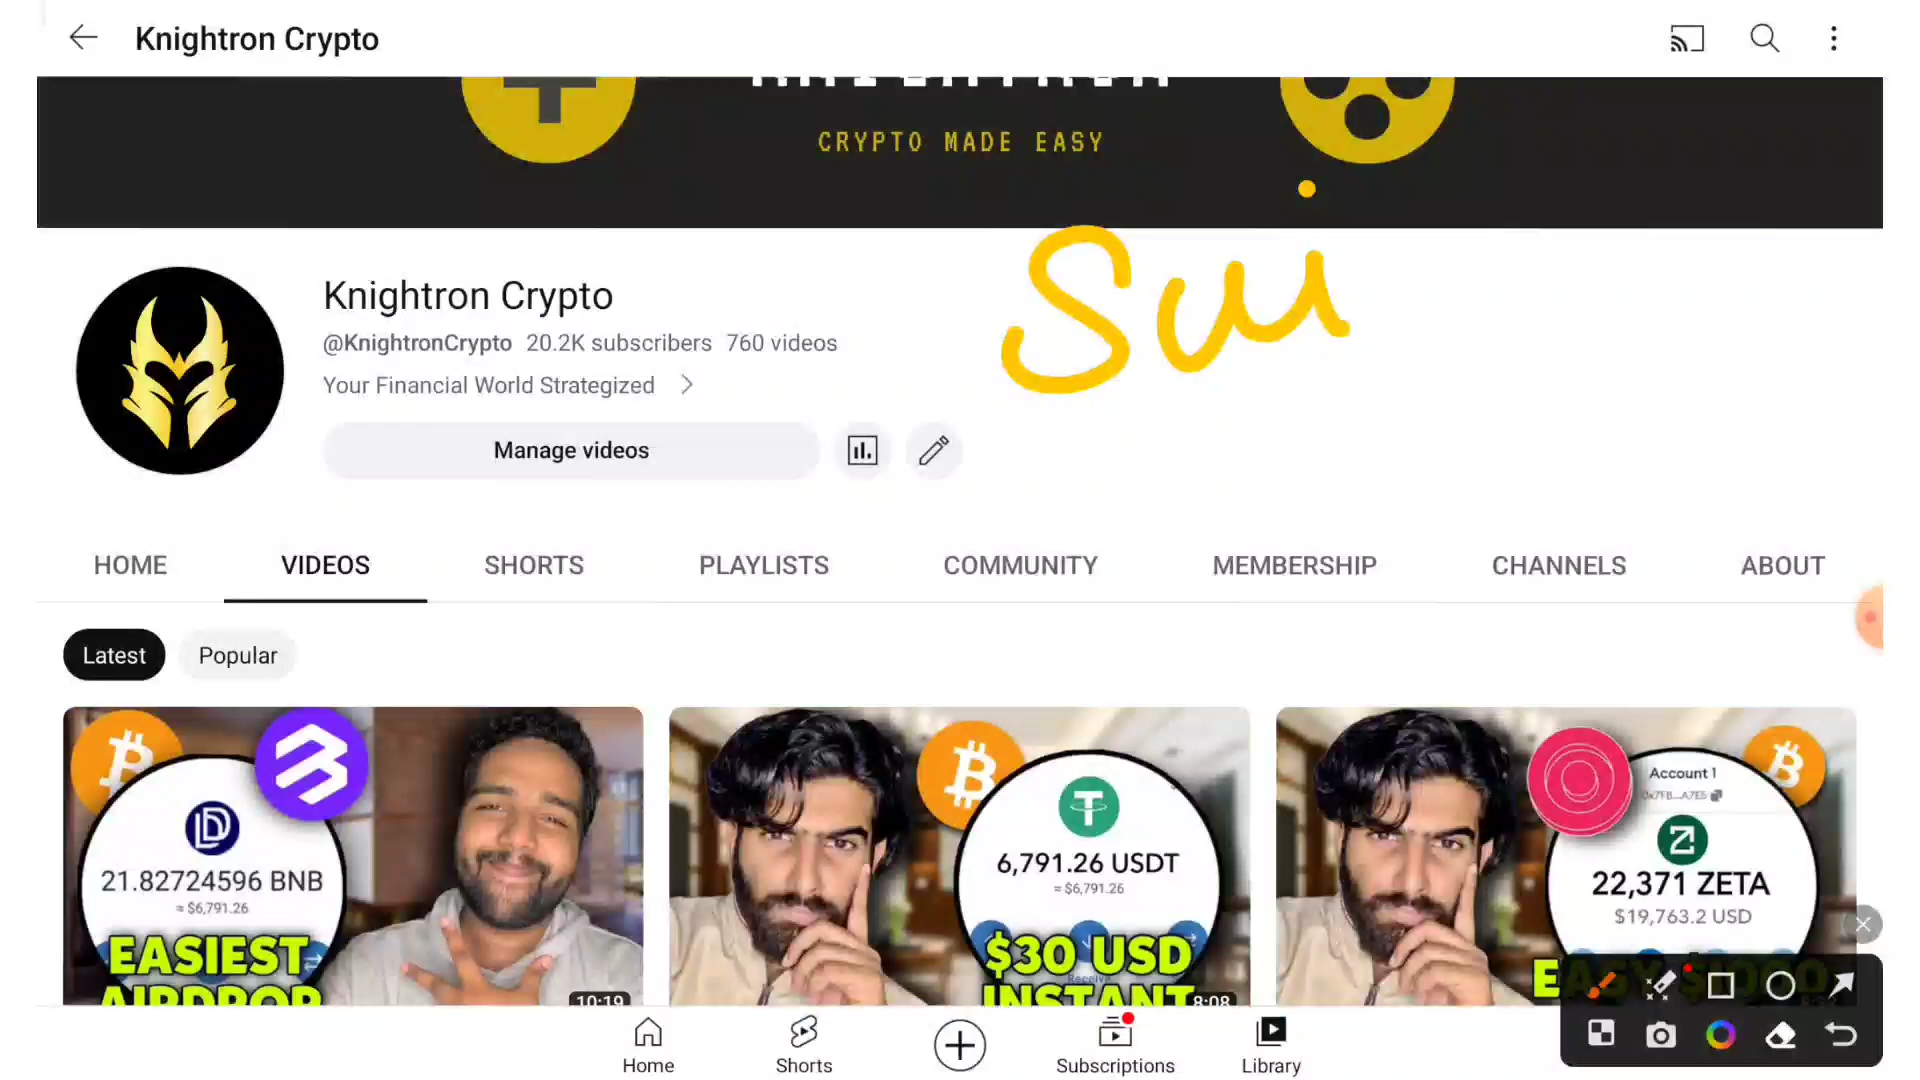 Knightron Crypto
CRYPTO MADE EASY
Sui
Knightron Crypto
@KnightronCrypto 20.2K subscribers 760 videos
Your Financial World Strategized
Manage videos
HOME VIDEOS SHORTS PLAYLISTS COMMUNITY MEMBERSHIP CHANNELS ABOUT
Latest Popular
21.82724596 BNB
≈ $6,791.26
EASIEST
AIRDROP
10:19
6,791.26 USDT
≈ $6,791.26
$30 USD
Receive
INSTANT
8:08
Account 1
22,371 ZETA
$19,763.2 USD
Home Shorts Subscriptions Library